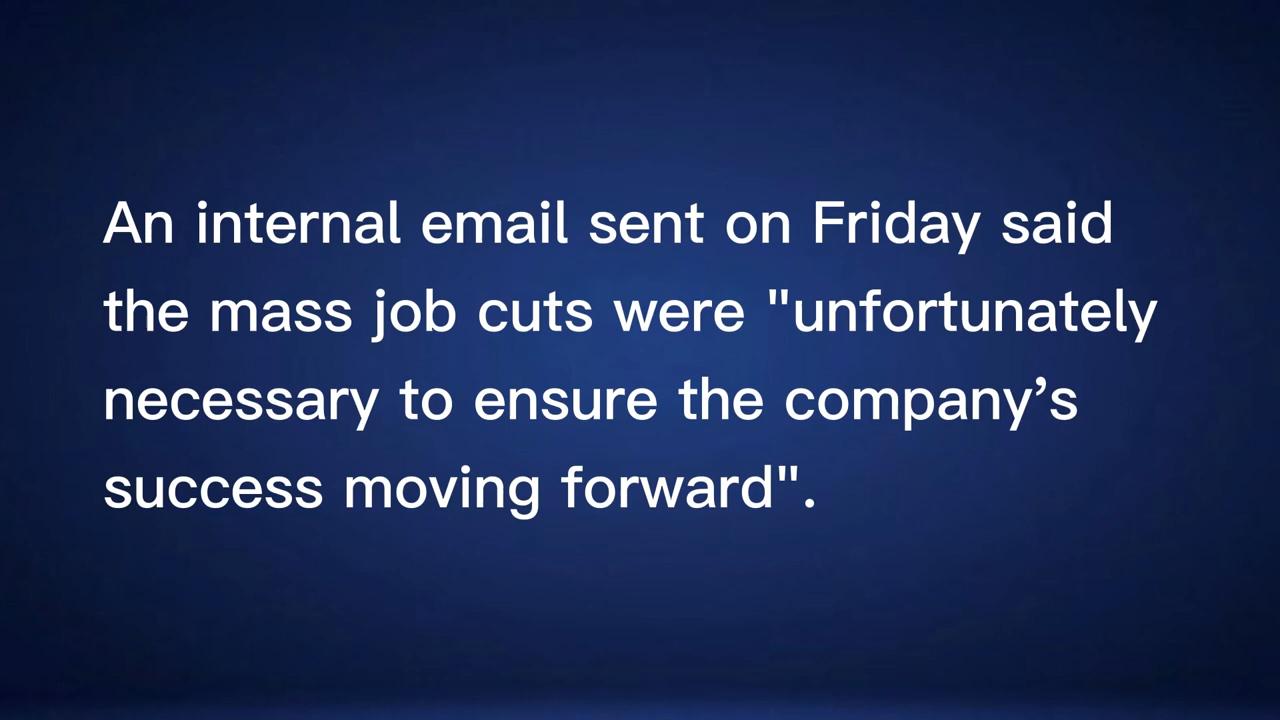 An internal email sent on Friday said
the mass job cuts were "unfortunately
necessary to ensure the company’s
success moving forward".